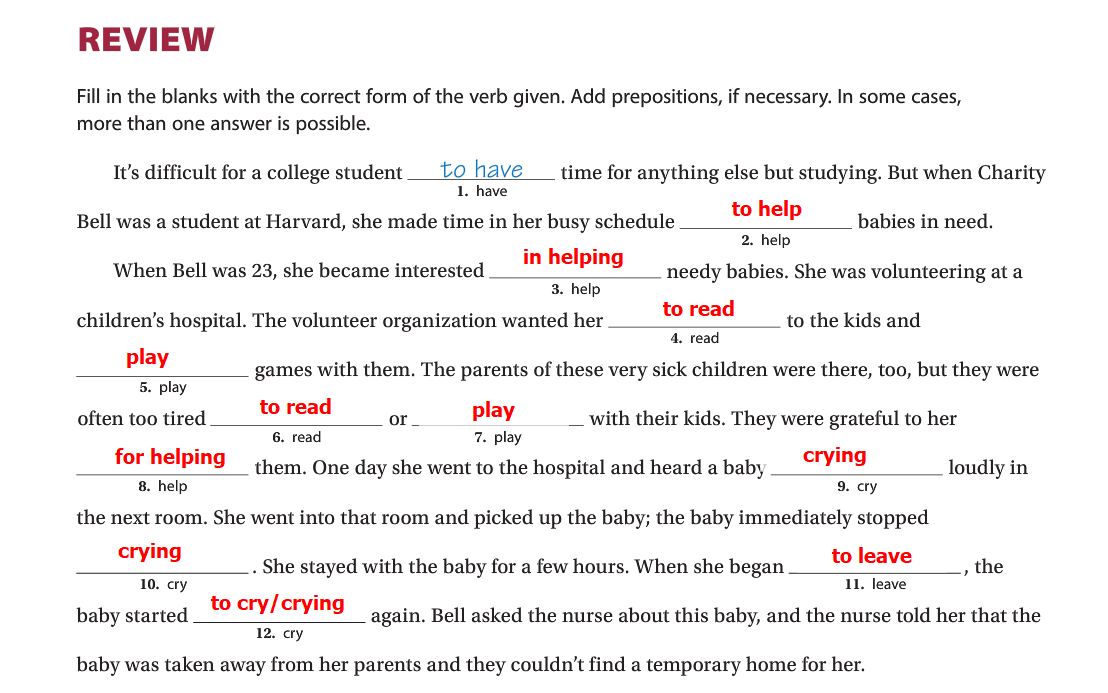 REVIEW
Fill in the blanks with the correct form of the verb given. Add prepositions, if necessary. In some cases,
more than one answer is possible.
It’s difficult for a college student to have time for anything else but studying. But when Charity
1. have
Bell was a student at Harvard, she made time in her busy schedule to help babies in need.
2. help
When Bell was 23, she became interested in helping needy babies. She was volunteering at a
3. help
children’s hospital. The volunteer organization wanted her to read to the kids and
4. read
play games with them. The parents of these very sick children were there, too, but they were
5. play
often too tired to read or play with their kids. They were grateful to her
6. read 7. play
for helping them. One day she went to the hospital and heard a baby crying loudly in
8. help 9. cry
the next room. She went into that room and picked up the baby; the baby immediately stopped
crying . She stayed with the baby for a few hours. When she began to leave , the
10. cry 11. leave
baby started to cry/crying again. Bell asked the nurse about this baby, and the nurse told her that the
12. cry
baby was taken away from her parents and they couldn’t find a temporary home for her.